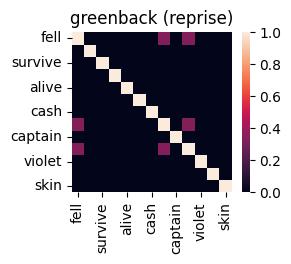 greenback (reprise)
fell
survive
alive
cash
captain
violet
skin
fell
survive
alive
cash
captain
violet
skin
1.0
0.8
0.6
0.4
0.2
0.0